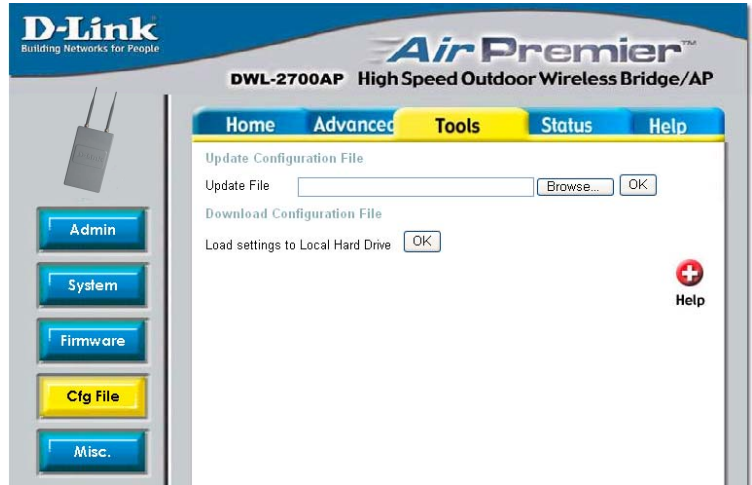 D-Link
Building Networks for People
Air Premier™
DWL-2700AP High Speed Outdoor Wireless Bridge/AP
Home Advanced Tools Status Help
Update Configuration File
Update File Browse... OK
Download Configuration File
Load settings to Local Hard Drive OK
Help
Admin
System
Firmware
Cfg File
Misc.